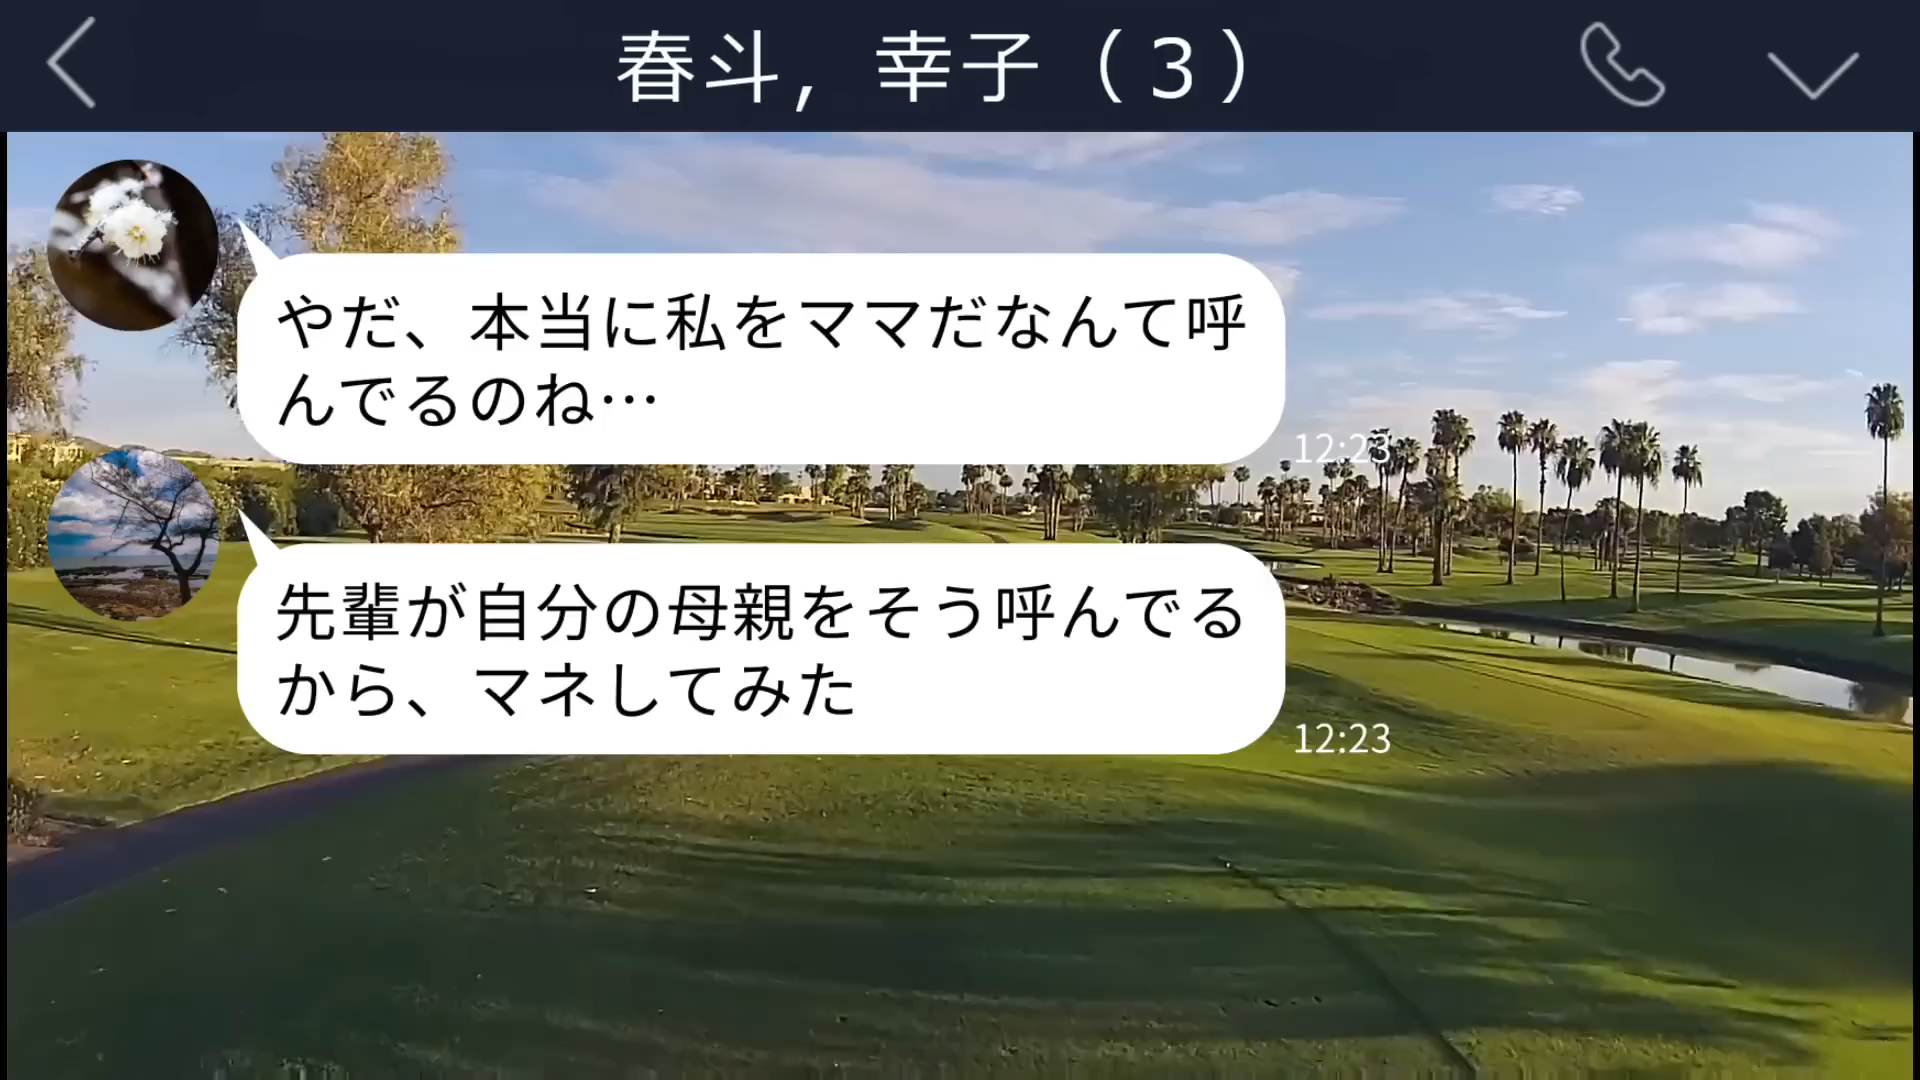 春斗，幸子（３）
やだ、本当に私をママだなんて呼
んでるのね…
12:23
先輩が自分の母親をそう呼んでる
から、マネしてみた
12:23